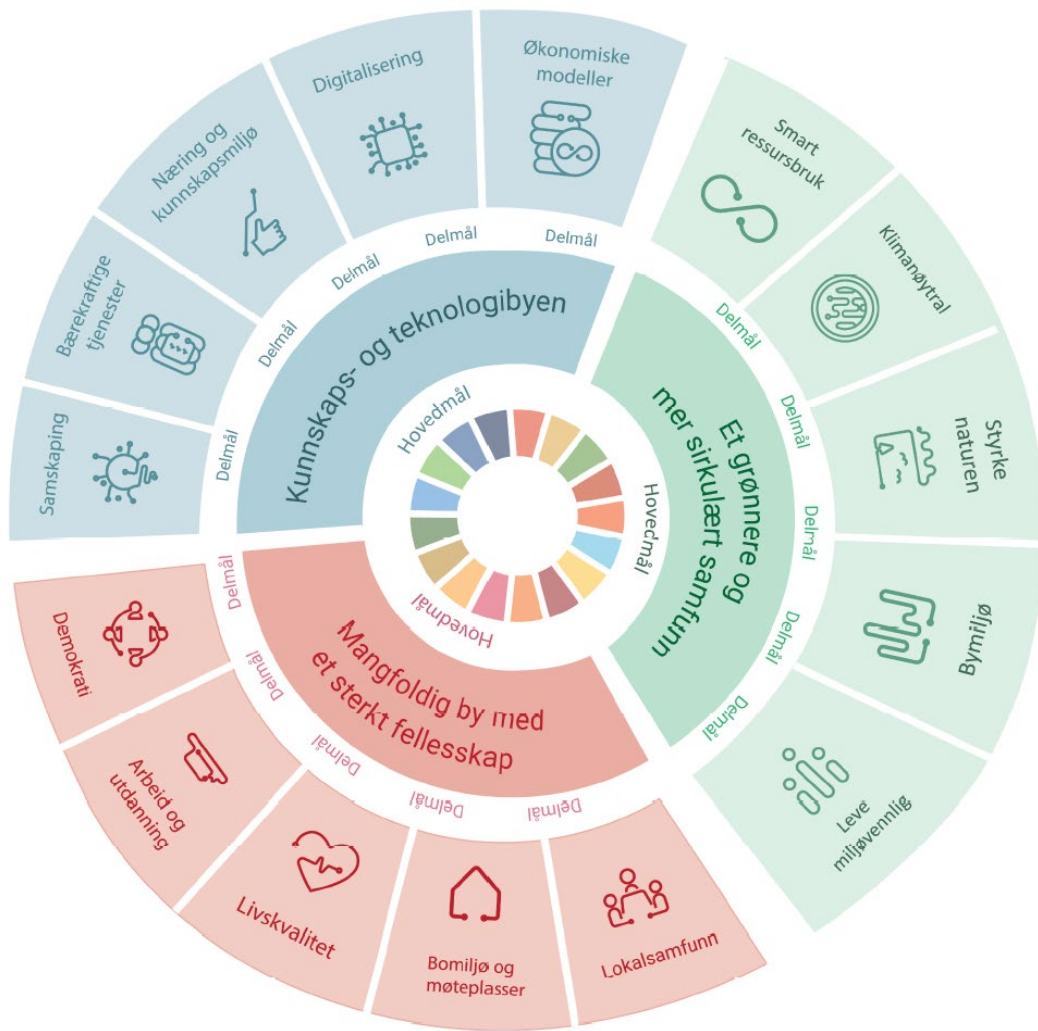 Økonomiske
modeller
Digitalisering
Næring og
kunnskapsmiljø
Bærekraftige
tjenester
Samskaping
Delmål
Delmål
Delmål
Delmål
Delmål
Kunnskaps- og teknologibyen
Hovedmål
Smart
ressursbruk
Klimanøytral
Styrke
naturen
Bymiljø
Leve
miljøvennlig
Delmål
Delmål
Delmål
Delmål
Delmål
Et grønnere og
mer sirkulært samfunn
Hovedmål
Hovedmål
Mangfoldig by med
et sterkt fellesskap
Delmål
Delmål
Delmål
Delmål
Delmål
Demokrati
Arbeid og
utdanning
Livskvalitet
Bomiljø og
møteplasser
Lokalsamfunn